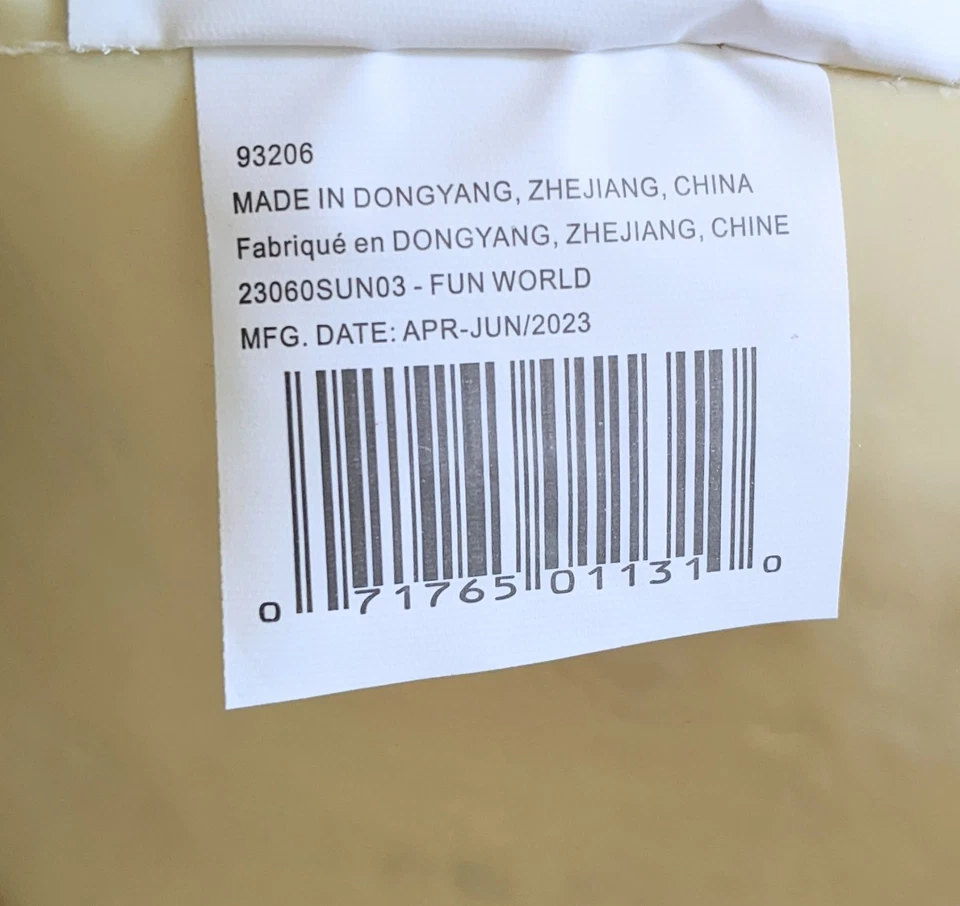 93206
MADE IN DONGYANG, ZHEJIANG, CHINA
Fabriqué en DONGYANG, ZHEJIANG, CHINE
23060SUN03 - FUN WORLD
MFG. DATE: APR-JUN/2023
0 71765 01131 0